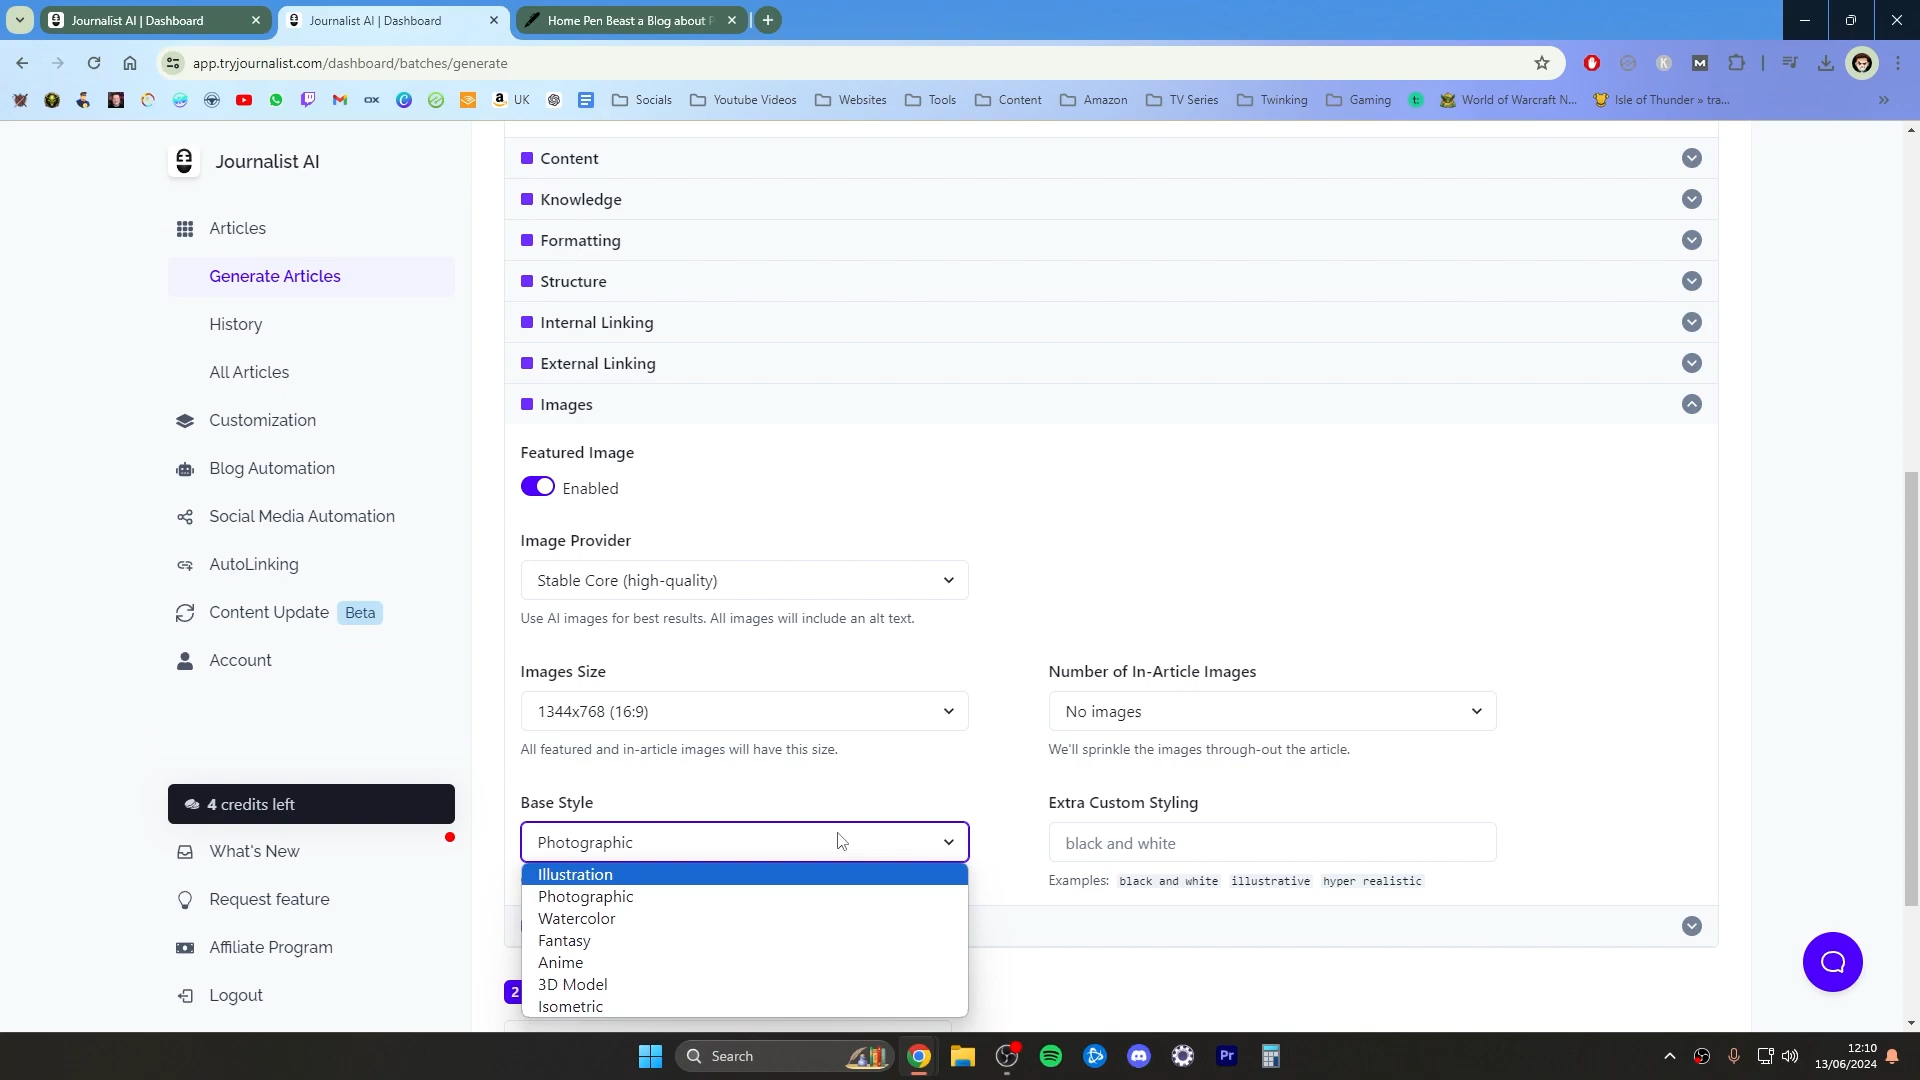 Journalist AI | Dashboard
Journalist AI | Dashboard
Home Pen Beast a Blog about P
app.tryjournalist.com/dashboard/batches/generate
UK
Socials
Youtube Videos
Websites
Tools
Content
Amazon
TV Series
Twinking
Gaming
World of Warcraft N...
Isle of Thunder » tra...
Journalist AI
Articles
Generate Articles
History
All Articles
Customization
Blog Automation
Social Media Automation
AutoLinking
Content Update Beta
Account
4 credits left
What's New
Request feature
Affiliate Program
Logout
Content
Knowledge
Formatting
Structure
Internal Linking
External Linking
Images
Featured Image
Enabled
Image Provider
Stable Core (high-quality)
Use AI images for best results. All images will include an alt text.
Images Size
1344x768 (16:9)
All featured and in-article images will have this size.
Number of In-Article Images
No images
We'll sprinkle the images through-out the article.
Base Style
Photographic
Illustration
Photographic
Watercolor
Fantasy
Anime
3D Model
Isometric
Extra Custom Styling
black and white
Examples: black and white illustrative hyper realistic
2
Search
12:10
13/06/2024